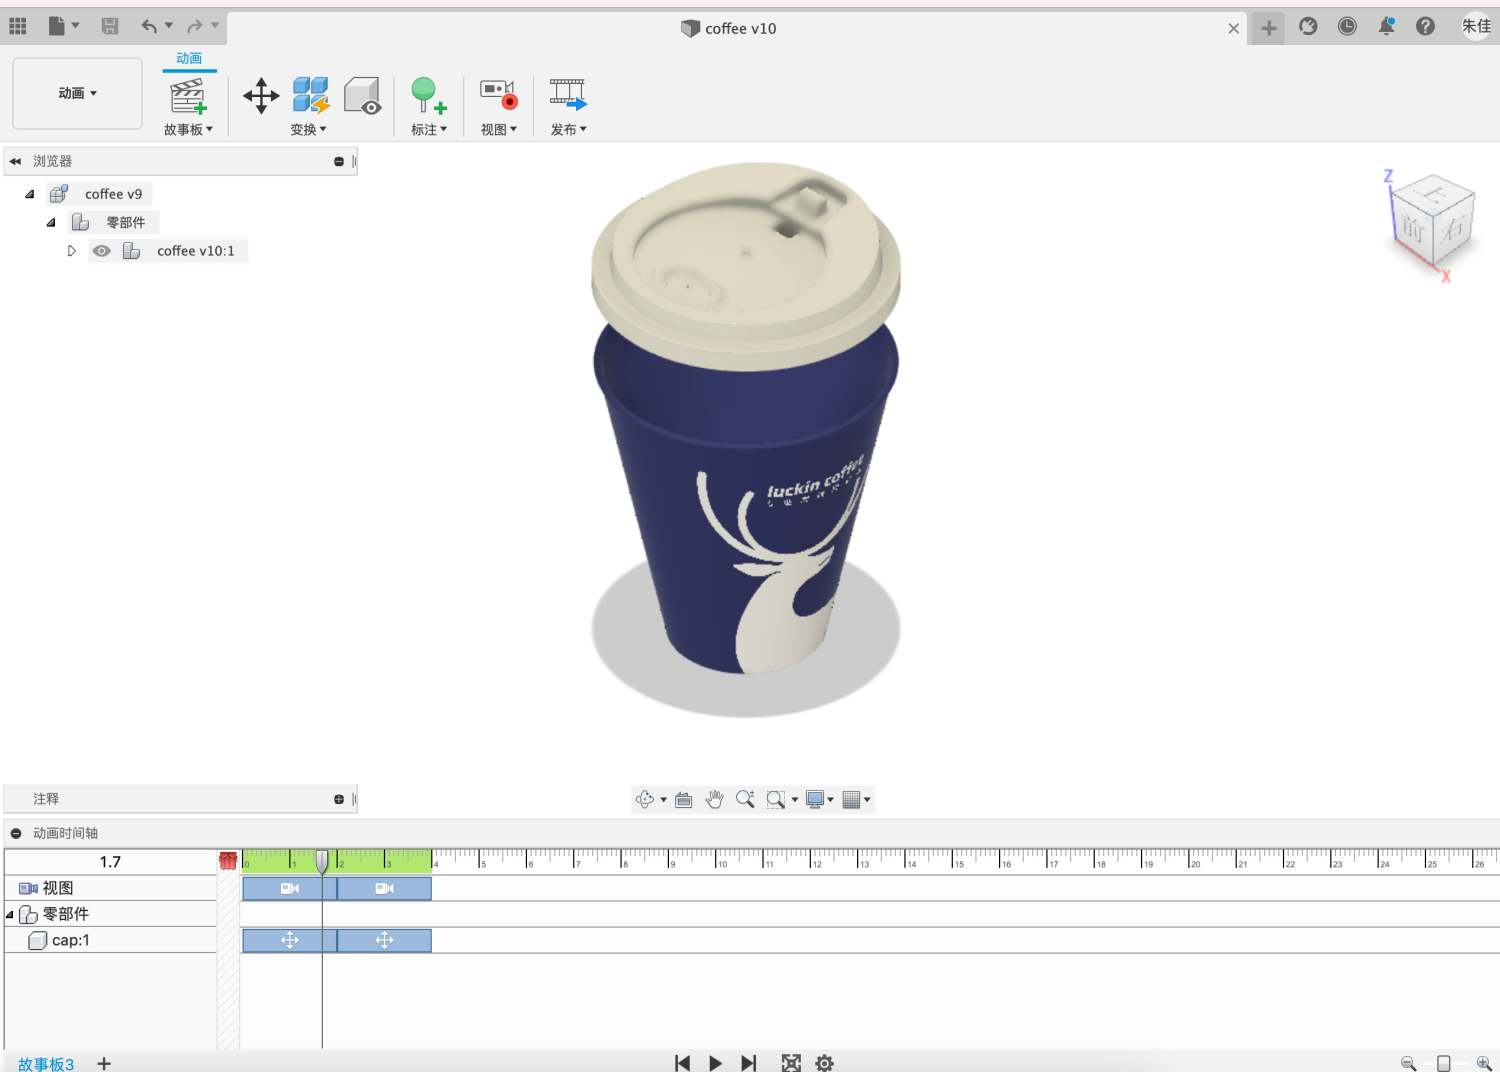 coffee v10
朱佳
动画
动画
故事板
变换
标注
视图
发布
浏览器
coffee v9
零部件
coffee v10:1
Z
上
前
右
X
luckin coffee
注释
动画时间轴
1.7
0 1 2 3 4 5 6 7 8 9 10 11 12 13 14 15 16 17 18 19 20 21 22 23 24 25 26
视图
零部件
cap:1
故事板3